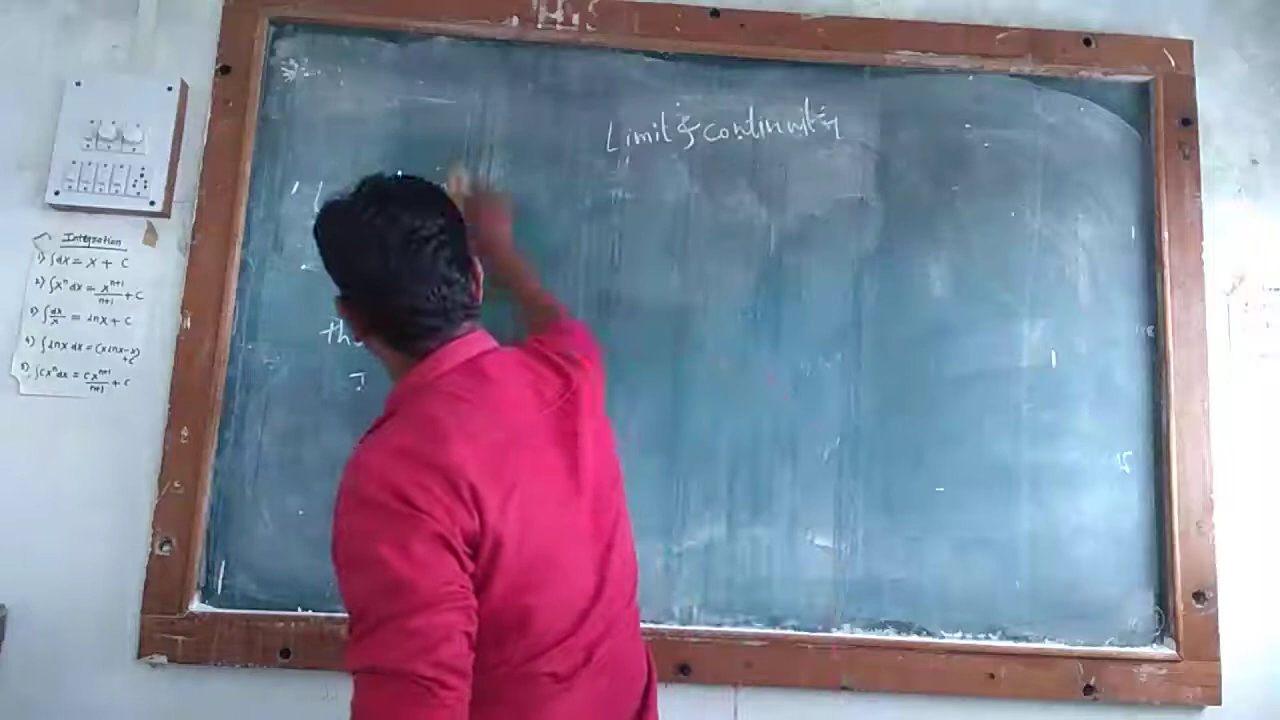 Limit & continuity
Integration
1) ∫dx = x + c
2) ∫xⁿ dx = xⁿ⁺¹/n+1 + c
3) ∫dx/x = lnx + c
4) ∫lnx dx = (xlnx-x) + c
5) ∫cxⁿ dx = cxⁿ⁺¹/n+1 + c